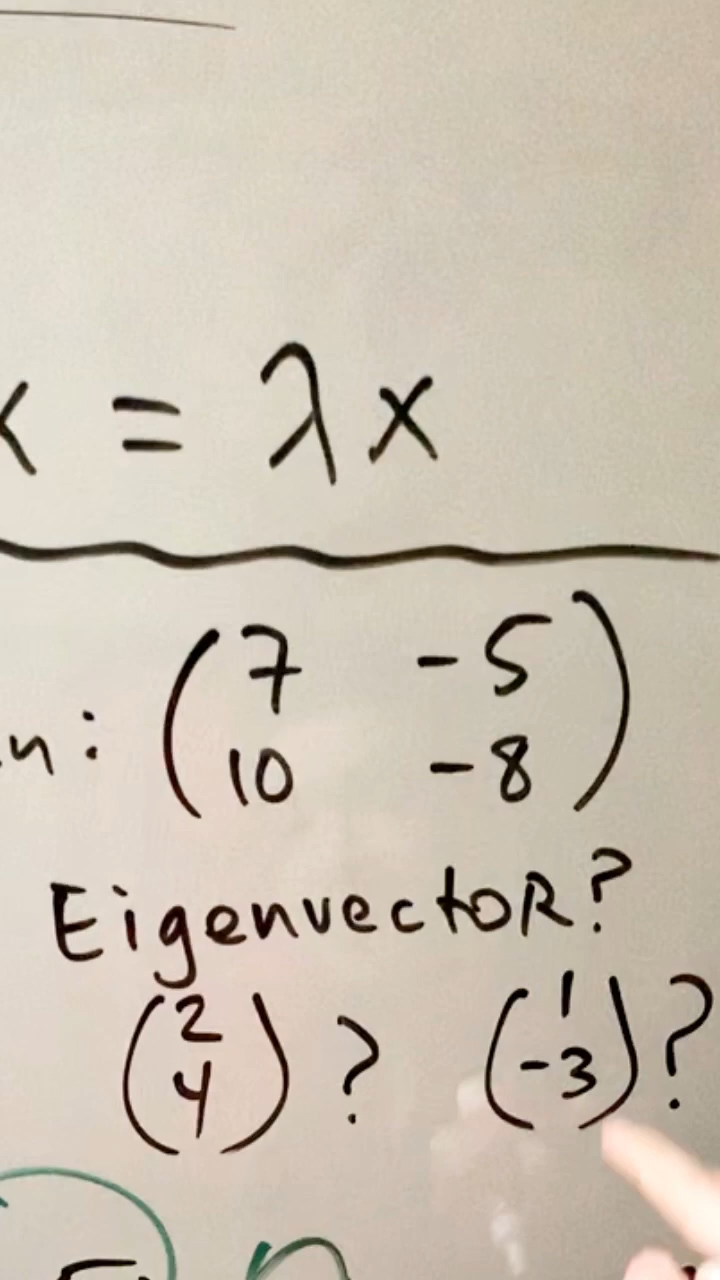 x = λx
n: (7 -5
10 -8)
Eigenvector?
(2
4)? (1
-3)?